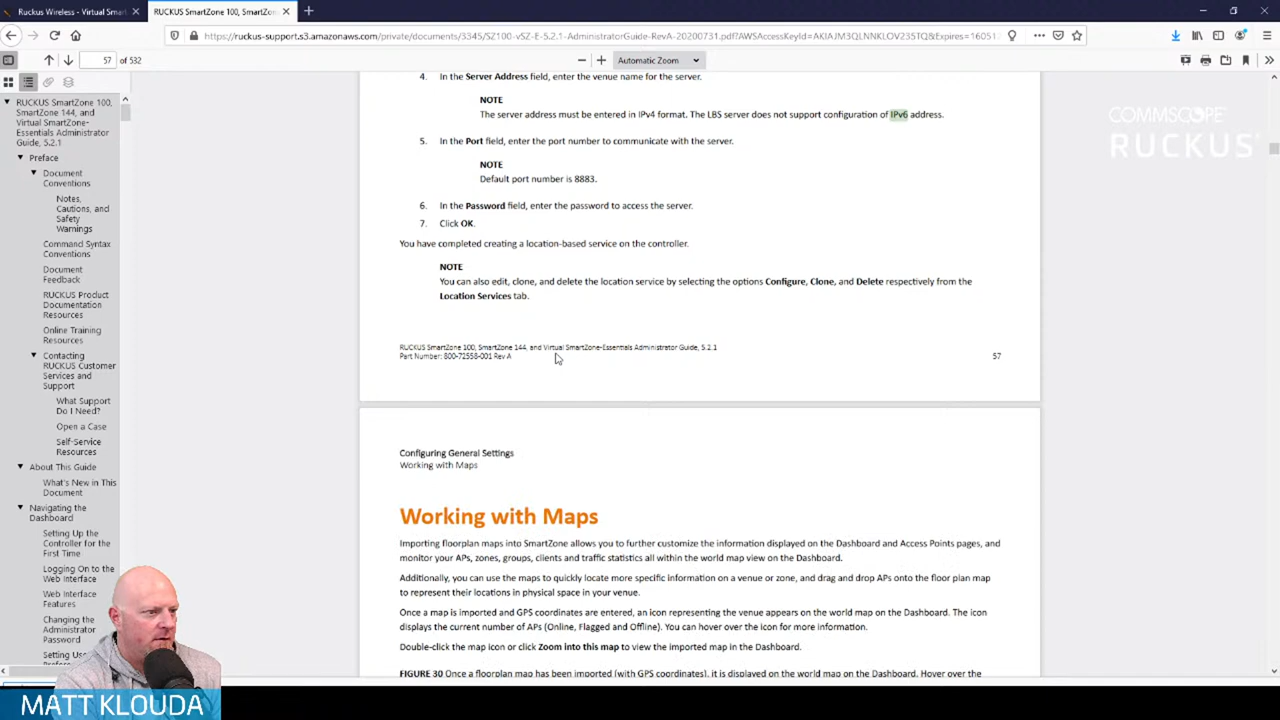 Ruckus Wireless - Virtual Smar
RUCKUS SmartZone 100, SmartZon
https://ruckus-support.s3.amazonaws.com/private/documents/3345/SZ100-vSZ-E-5.2.1-AdministratorGuide-RevA-20200731.pdf?AWSAccessKeyId=AKIAJM3QLNNKLOV235TQ&Expires=16051
57 of 532
Automatic Zoom
RUCKUS SmartZone 100,
SmartZone 144, and
Virtual SmartZone-
Essentials Administrator
Guide, 5.2.1
Preface
Document
Conventions
Notes,
Cautions, and
Safety
Warnings
Command Syntax
Conventions
Document
Feedback
RUCKUS Product
Documentation
Resources
Online Training
Resources
Contacting
RUCKUS Customer
Services and
Support
What Support
Do I Need?
Open a Case
Self-Service
Resources
About This Guide
What's New in This
Document
Navigating the
Dashboard
Setting Up the
Controller for the
First Time
Logging On to the
Web Interface
Web Interface
Features
Changing the
Administrator
Password
Setting Use
4. In the Server Address field, enter the venue name for the server.
NOTE
The server address must be entered in IPv4 format. The LBS server does not support configuration of IPv6 address.
5. In the Port field, enter the port number to communicate with the server.
NOTE
Default port number is 8883.
6. In the Password field, enter the password to access the server.
7. Click OK.
You have completed creating a location-based service on the controller.
NOTE
You can also edit, clone, and delete the location service by selecting the options Configure, Clone, and Delete respectively from the
Location Services tab.
RUCKUS SmartZone 100, SmartZone 144, and Virtual SmartZone-Essentials Administrator Guide, 5.2.1
Part Number: 800-72558-001 Rev A
57
Configuring General Settings
Working with Maps
Working with Maps
Importing floorplan maps into SmartZone allows you to further customize the information displayed on the Dashboard and Access Points pages, and
monitor your APs, zones, groups, clients and traffic statistics all within the world map view on the Dashboard.
Additionally, you can use the maps to quickly locate more specific information on a venue or zone, and drag and drop APs onto the floor plan map
to represent their locations in physical space in your venue.
Once a map is imported and GPS coordinates are entered, an icon representing the venue appears on the world map on the Dashboard. The icon
displays the current number of APs (Online, Flagged and Offline). You can hover over the icon for more information.
Double-click the map icon or click Zoom into this map to view the imported map in the Dashboard.
FIGURE 30 Once a floorplan map has been imported (with GPS coordinates), it is displayed on the world map on the Dashboard. Hover over the
COMMSCOPE
RUCKUS
MATT KLOUDA